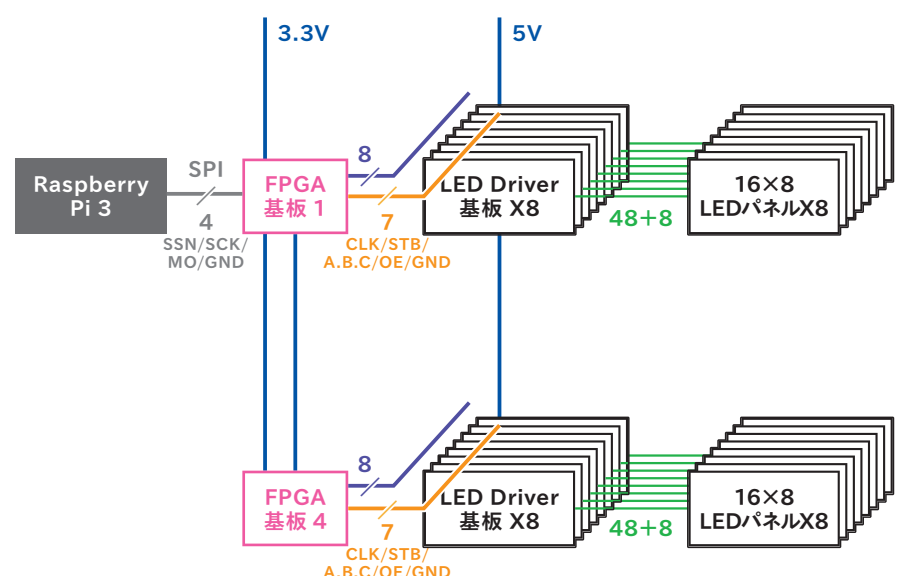 3.3V
5V
Raspberry
Pi 3
SPI
4
SSN/SCK/
MO/GND
FPGA
基板 1
8
7
CLK/STB/
A.B.C/OE/GND
LED Driver
基板 X8
48+8
16×8
LEDパネルX8
FPGA
基板 4
8
7
CLK/STB/
A.B.C/OE/GND
LED Driver
基板 X8
48+8
16×8
LEDパネルX8